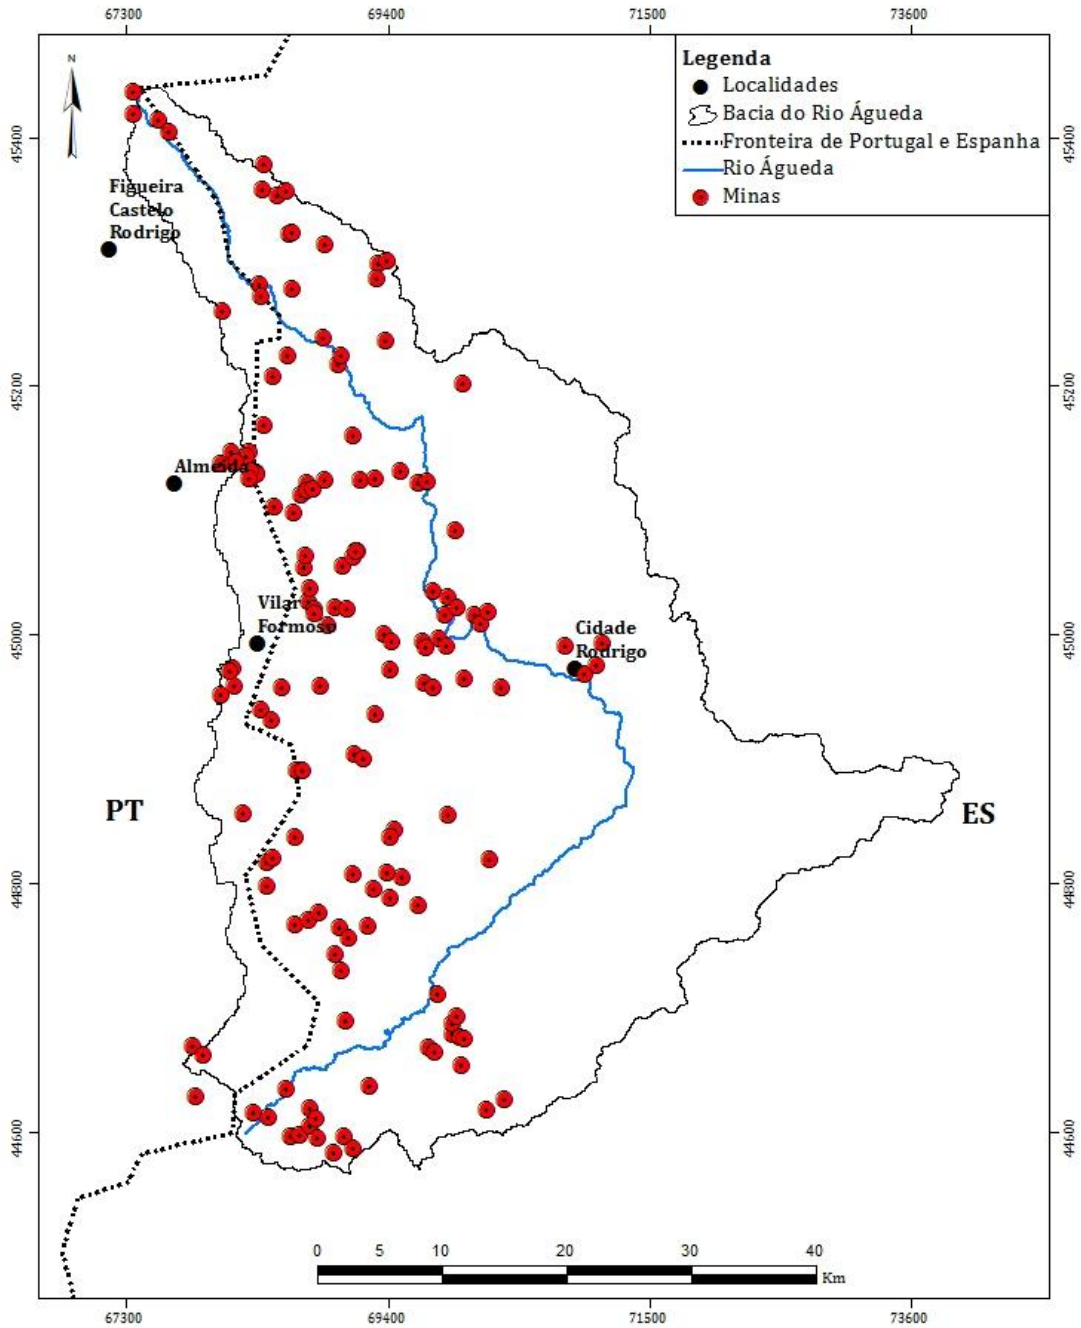 67300 69400 71500 73600
N
Legenda
Localidades
Bacia do Rio Águeda
Fronteira de Portugal e Espanha
Rio Águeda
Minas
45400 45400
Figueira
Castelo
Rodrigo
45200 45200
Almeida
Vilar
Formoso
Cidade
Rodrigo
45000 45000
PT
ES
44800 44800
44600 44600
0 5 10 20 30 40
Km
67300 69400 71500 73600